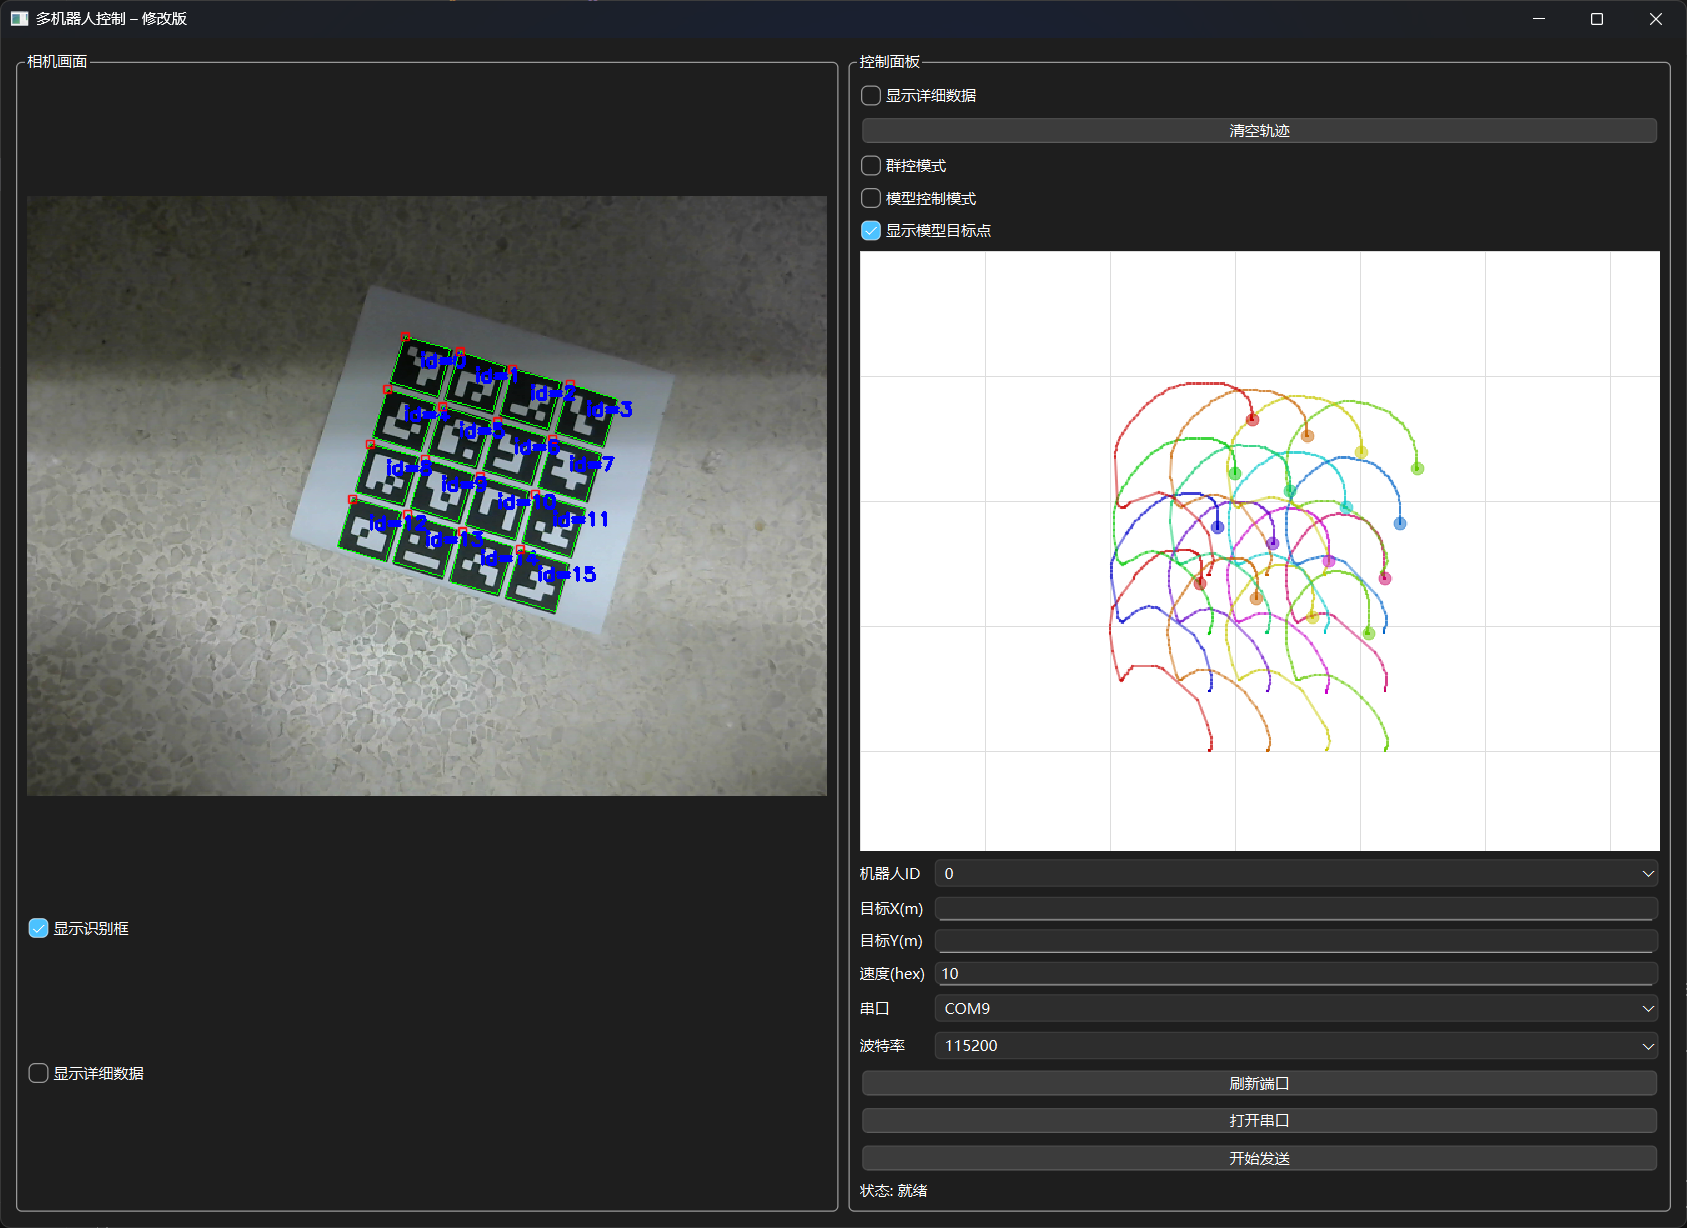 多机器人控制 – 修改版
相机画面
id=0
id=1
id=2
id=3
id=4
id=5
id=6
id=7
id=8
id=9
id=10
id=11
id=12
id=13
id=14
id=15
显示识别框
显示详细数据
控制面板
显示详细数据
清空轨迹
群控模式
模型控制模式
显示模型目标点
机器人ID 0
目标X(m)
目标Y(m)
速度(hex) 10
串口 COM9
波特率 115200
刷新端口
打开串口
开始发送
状态: 就绪